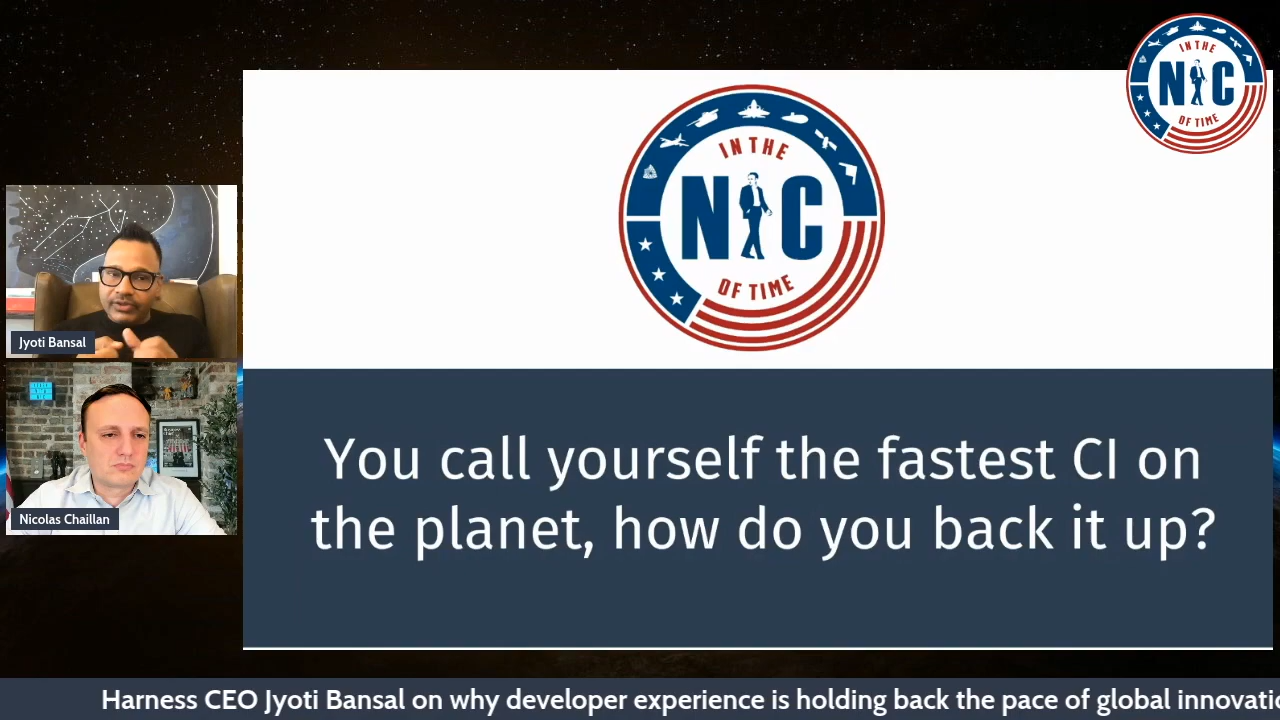 IN THE
NIC
OF TIME
IN THE
NIC
OF TIME
Jyoti Bansal
Nicolas Chaillan
You call yourself the fastest CI on
the planet, how do you back it up?
Harness CEO Jyoti Bansal on why developer experience is holding back the pace of global innovatio